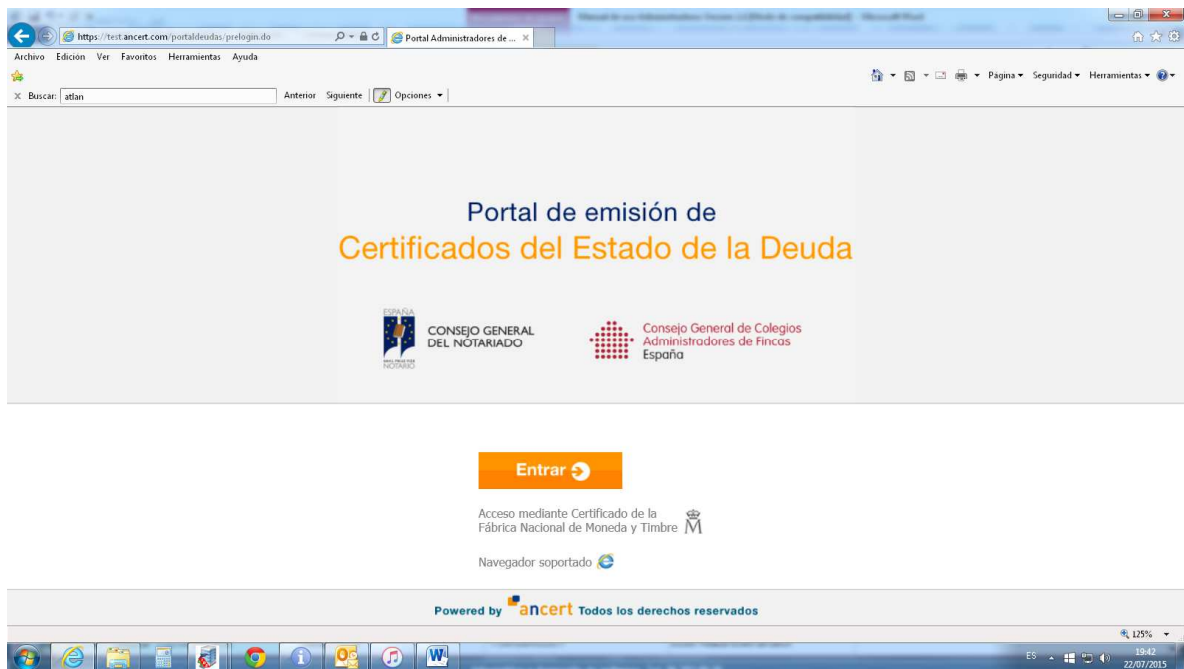 https://test.ancert.com/portaldeudas/prelogin.do
Portal Administradores de ...
Archivo Edición Ver Favoritos Herramientas Ayuda
Página Seguridad Herramientas
Buscar: atlan Anterior Siguiente Opciones
Portal de emisión de
Certificados del Estado de la Deuda
ESPAÑA
CONSEJO GENERAL
DEL NOTARIADO
NOTARIO
Consejo General de Colegios
Administradores de Fincas
España
Entrar
Acceso mediante Certificado de la
Fábrica Nacional de Moneda y Timbre
Navegador soportado
Powered by ancert Todos los derechos reservados
125%
ES
19:42
22/07/2015